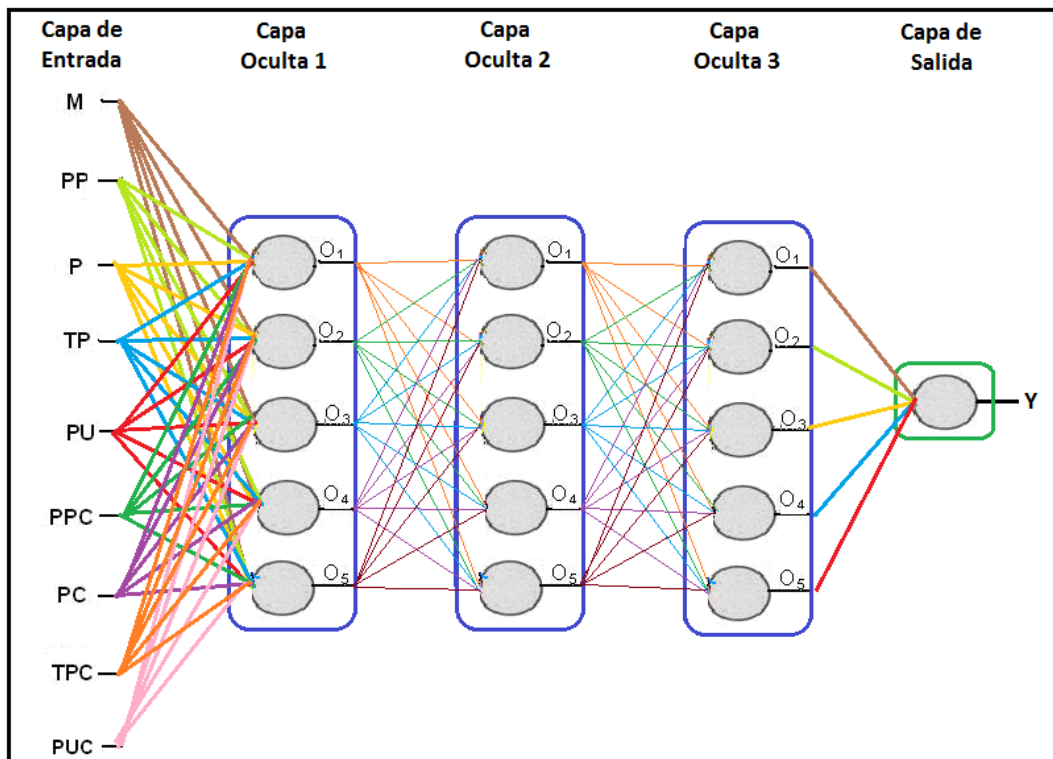 Capa de
Entrada
Capa
Oculta 1
Capa
Oculta 2
Capa
Oculta 3
Capa de
Salida
M
PP
P
TP
PU
PPC
PC
TPC
PUC
O1
O2
O3
O4
O5
O1
O2
O3
O4
O5
O1
O2
O3
O4
O5
Y